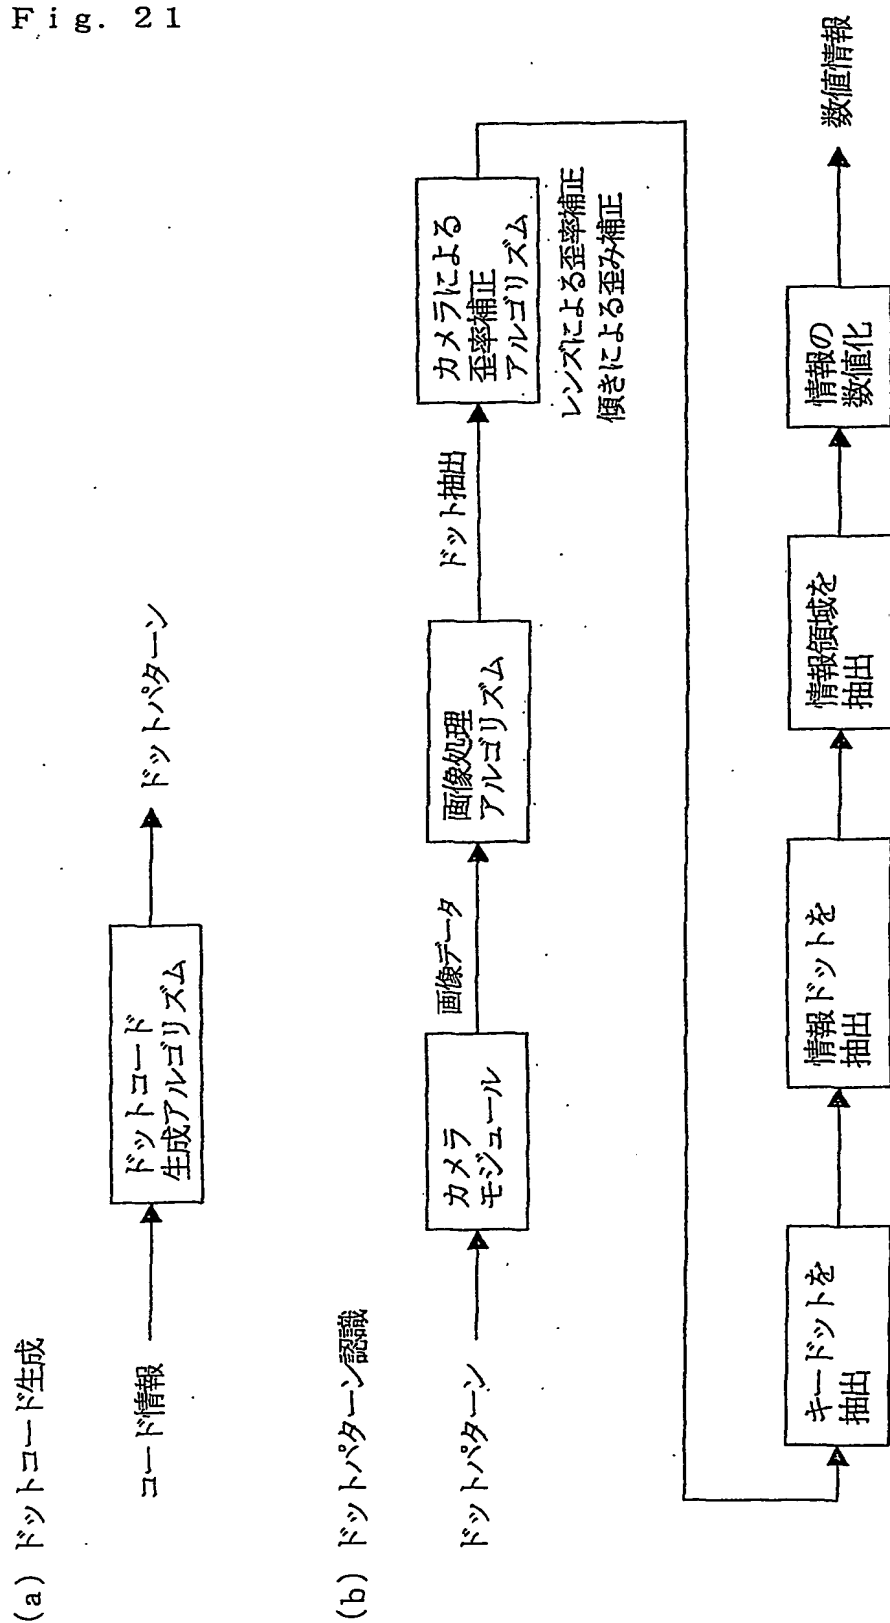 Fig. 21
(a) ドットコード生成
コード情報
ドットコード
生成アルゴリズム
ドットパターン
(b) ドットパターン認識
ドットパターン
カメラ
モジュール
画像データ
画像処理
アルゴリズム
ドット抽出
カメラによる
歪率補正
アルゴリズム
レンズによる歪率補正
傾きによる歪み補正
キードットを
抽出
情報ドットを
抽出
情報領域を
抽出
情報の
数値化
数値情報